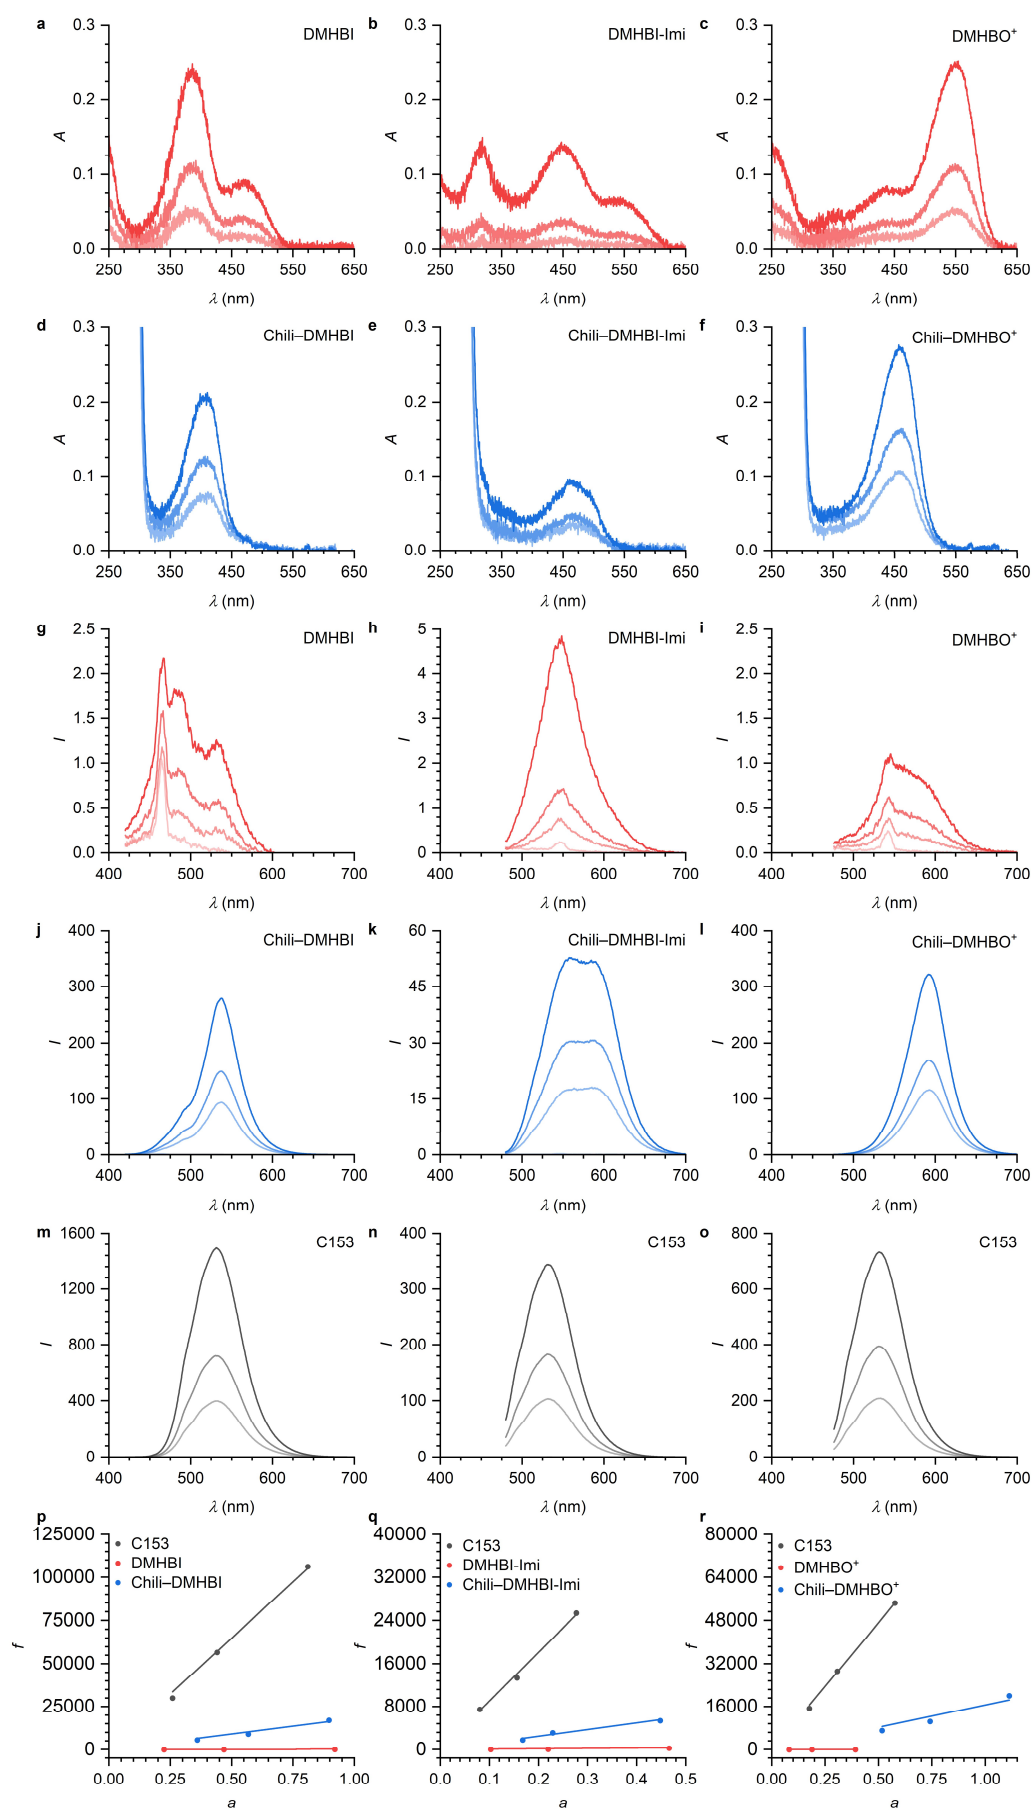 a DMHBI b DMHBI-Imi c DMHBO⁺
0.3 0.3 0.3
0.2 0.2 0.2
A A A
0.1 0.1 0.1
0.0 0.0 0.0
250 350 450 550 650 250 350 450 550 650 250 350 450 550 650
λ (nm) λ (nm) λ (nm)
d Chili–DMHBI e Chili–DMHBI-Imi f Chili–DMHBO⁺
0.3 0.3 0.3
0.2 0.2 0.2
A A A
0.1 0.1 0.1
0.0 0.0 0.0
250 350 450 550 650 250 350 450 550 650 250 350 450 550 650
λ (nm) λ (nm) λ (nm)
g DMHBI h DMHBI-Imi i DMHBO⁺
2.5 5 2.5
2.0 4 2.0
1.5 3 1.5
I I I
1.0 2 1.0
0.5 1 0.5
0.0 0 0.0
400 500 600 700 400 500 600 700 400 500 600 700
λ (nm) λ (nm) λ (nm)
j Chili–DMHBI k Chili–DMHBI-Imi l Chili–DMHBO⁺
400 60 400
300 45 300
I 200 I 30 I 200
100 15 100
0 0 0
400 500 600 700 400 500 600 700 400 500 600 700
λ (nm) λ (nm) λ (nm)
m C153 n C153 o C153
1600 400 800
1200 300 600
I 800 I 200 I 400
400 100 200
0 0 0
400 500 600 700 400 500 600 700 400 500 600 700
λ (nm) λ (nm) λ (nm)
p q r
125000 40000 80000
C153 C153 C153
DMHBI DMHBI-Imi DMHBO⁺
100000 32000 64000
Chili–DMHBI Chili–DMHBI-Imi Chili–DMHBO⁺
75000 24000 48000
f f f
50000 16000 32000
25000 8000 16000
0 0 0
0.00 0.25 0.50 0.75 1.00 0.0 0.1 0.2 0.3 0.4 0.5 0.00 0.25 0.50 0.75 1.00
a a a